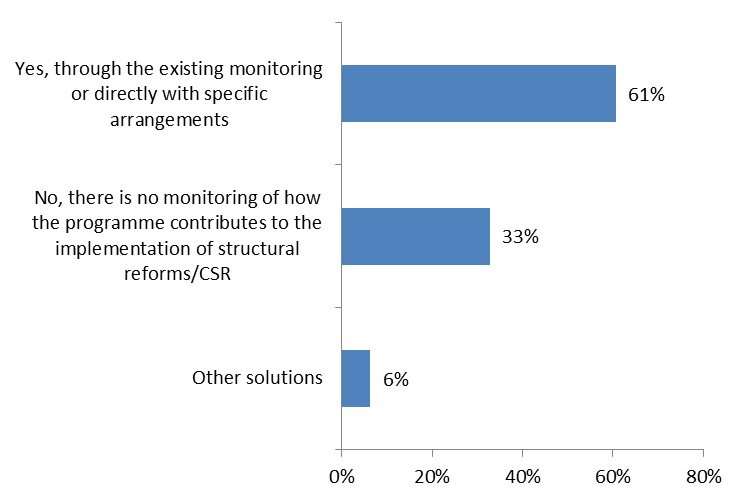 Yes, through the existing monitoring
or directly with specific
arrangements
61%
No, there is no monitoring of how
the programme contributes to the
implementation of structural
reforms/CSR
33%
Other solutions
6%
0% 20% 40% 60% 80%